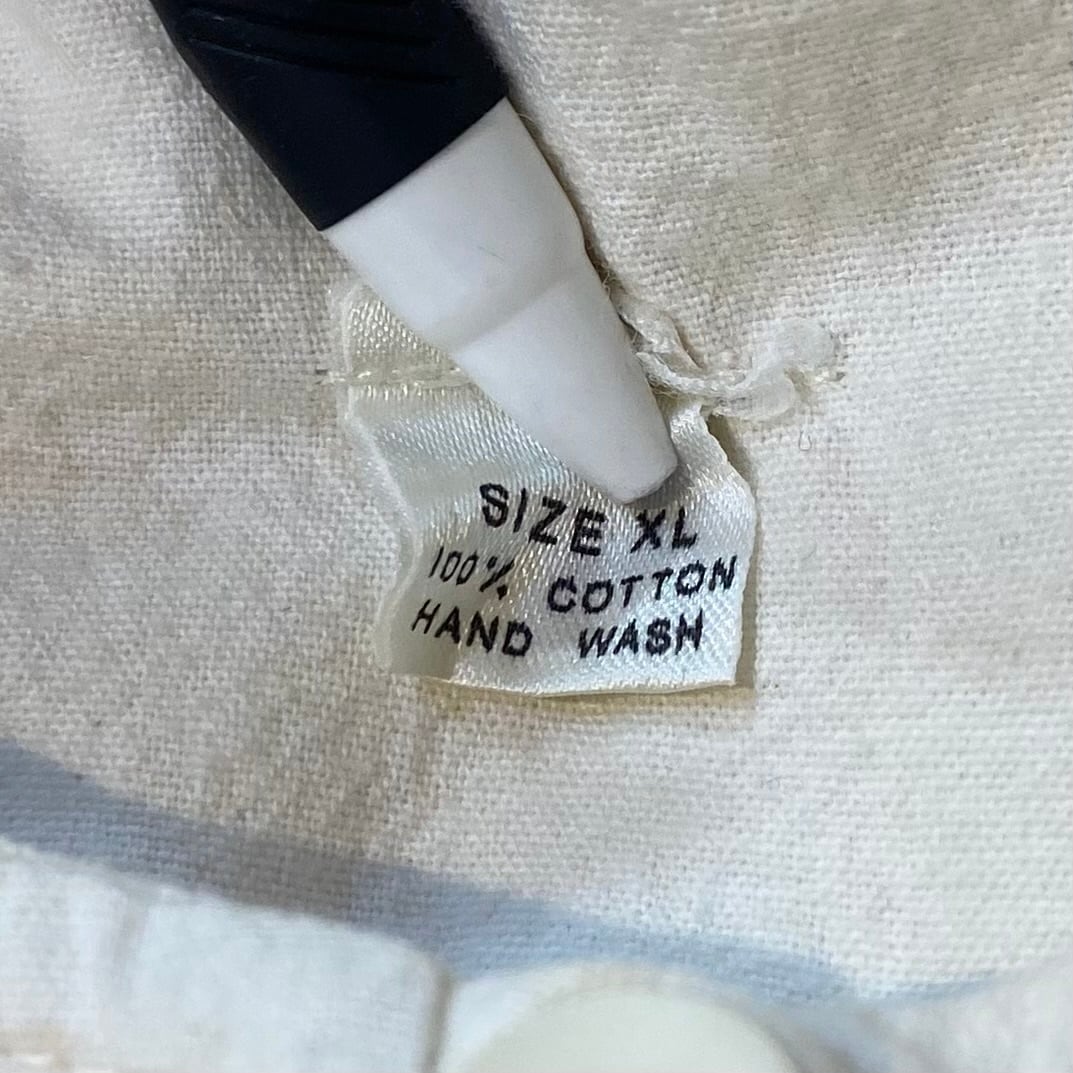 SIZE XL
100% COTTON
HAND WASH